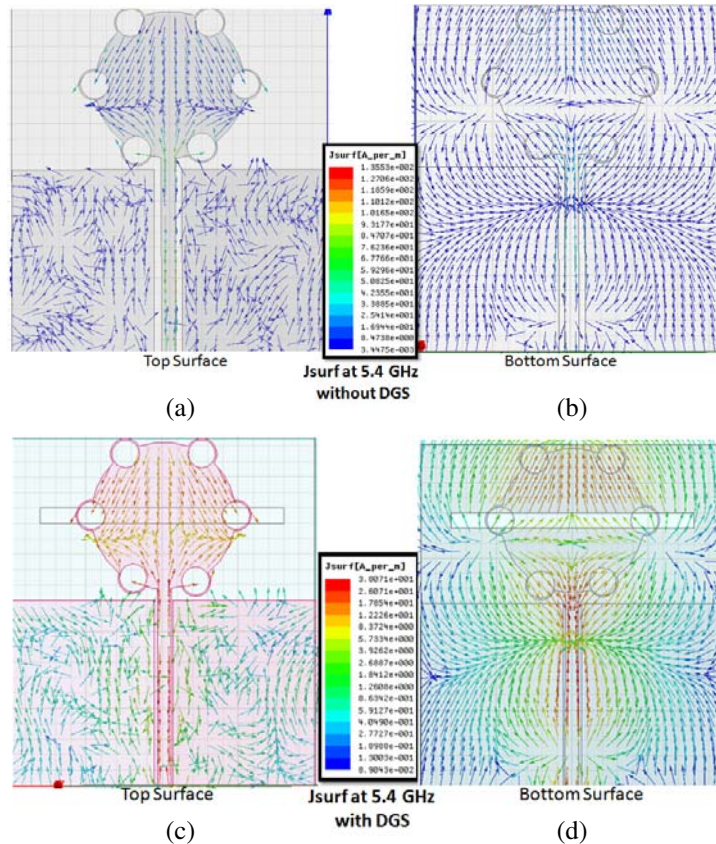 Jsurf[A_per_m]
1.3553e+002
1.2706e+002
1.1859e+002
1.1012e+002
1.0165e+002
9.3177e+001
8.4707e+001
7.6236e+001
6.7766e+001
5.9296e+001
5.0825e+001
4.2355e+001
3.3885e+001
2.5414e+001
1.6944e+001
8.4738e+000
3.4475e-003
Top Surface
Bottom Surface
Jsurf at 5.4 GHz
without DGS
(a)
(b)
Jsurf[A_per_m]
3.8071e+001
2.6071e+001
1.7854e+001
1.2226e+001
8.3724e+000
5.7334e+000
3.9262e+000
2.6887e+000
1.8412e+000
1.2608e+000
8.6342e-001
5.9127e-001
4.0490e-001
2.7727e-001
1.8988e-001
1.3003e-001
8.9043e-002
Top Surface
Bottom Surface
Jsurf at 5.4 GHz
with DGS
(c)
(d)